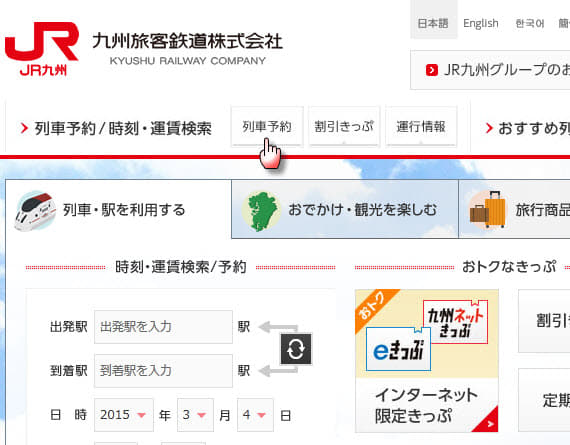 JR
JR九州
九州旅客鉄道株式会社
KYUSHU RAILWAY COMPANY
日本語 English 한국어
JR九州グループのお
列車予約/時刻・運賃検索 列車予約 割引きっぷ 運行情報 おすすめ列
列車・駅を利用する おでかけ・観光を楽しむ 旅行商品
時刻・運賃検索/予約
出発駅 出発駅を入力 駅
到着駅 到着駅を入力 駅
日 時 2015 年 3 月 4 日
おトクなきっぷ
おトク
九州ネット
きっぷ
eきっぷ
インターネット
限定きっぷ
割引
定期